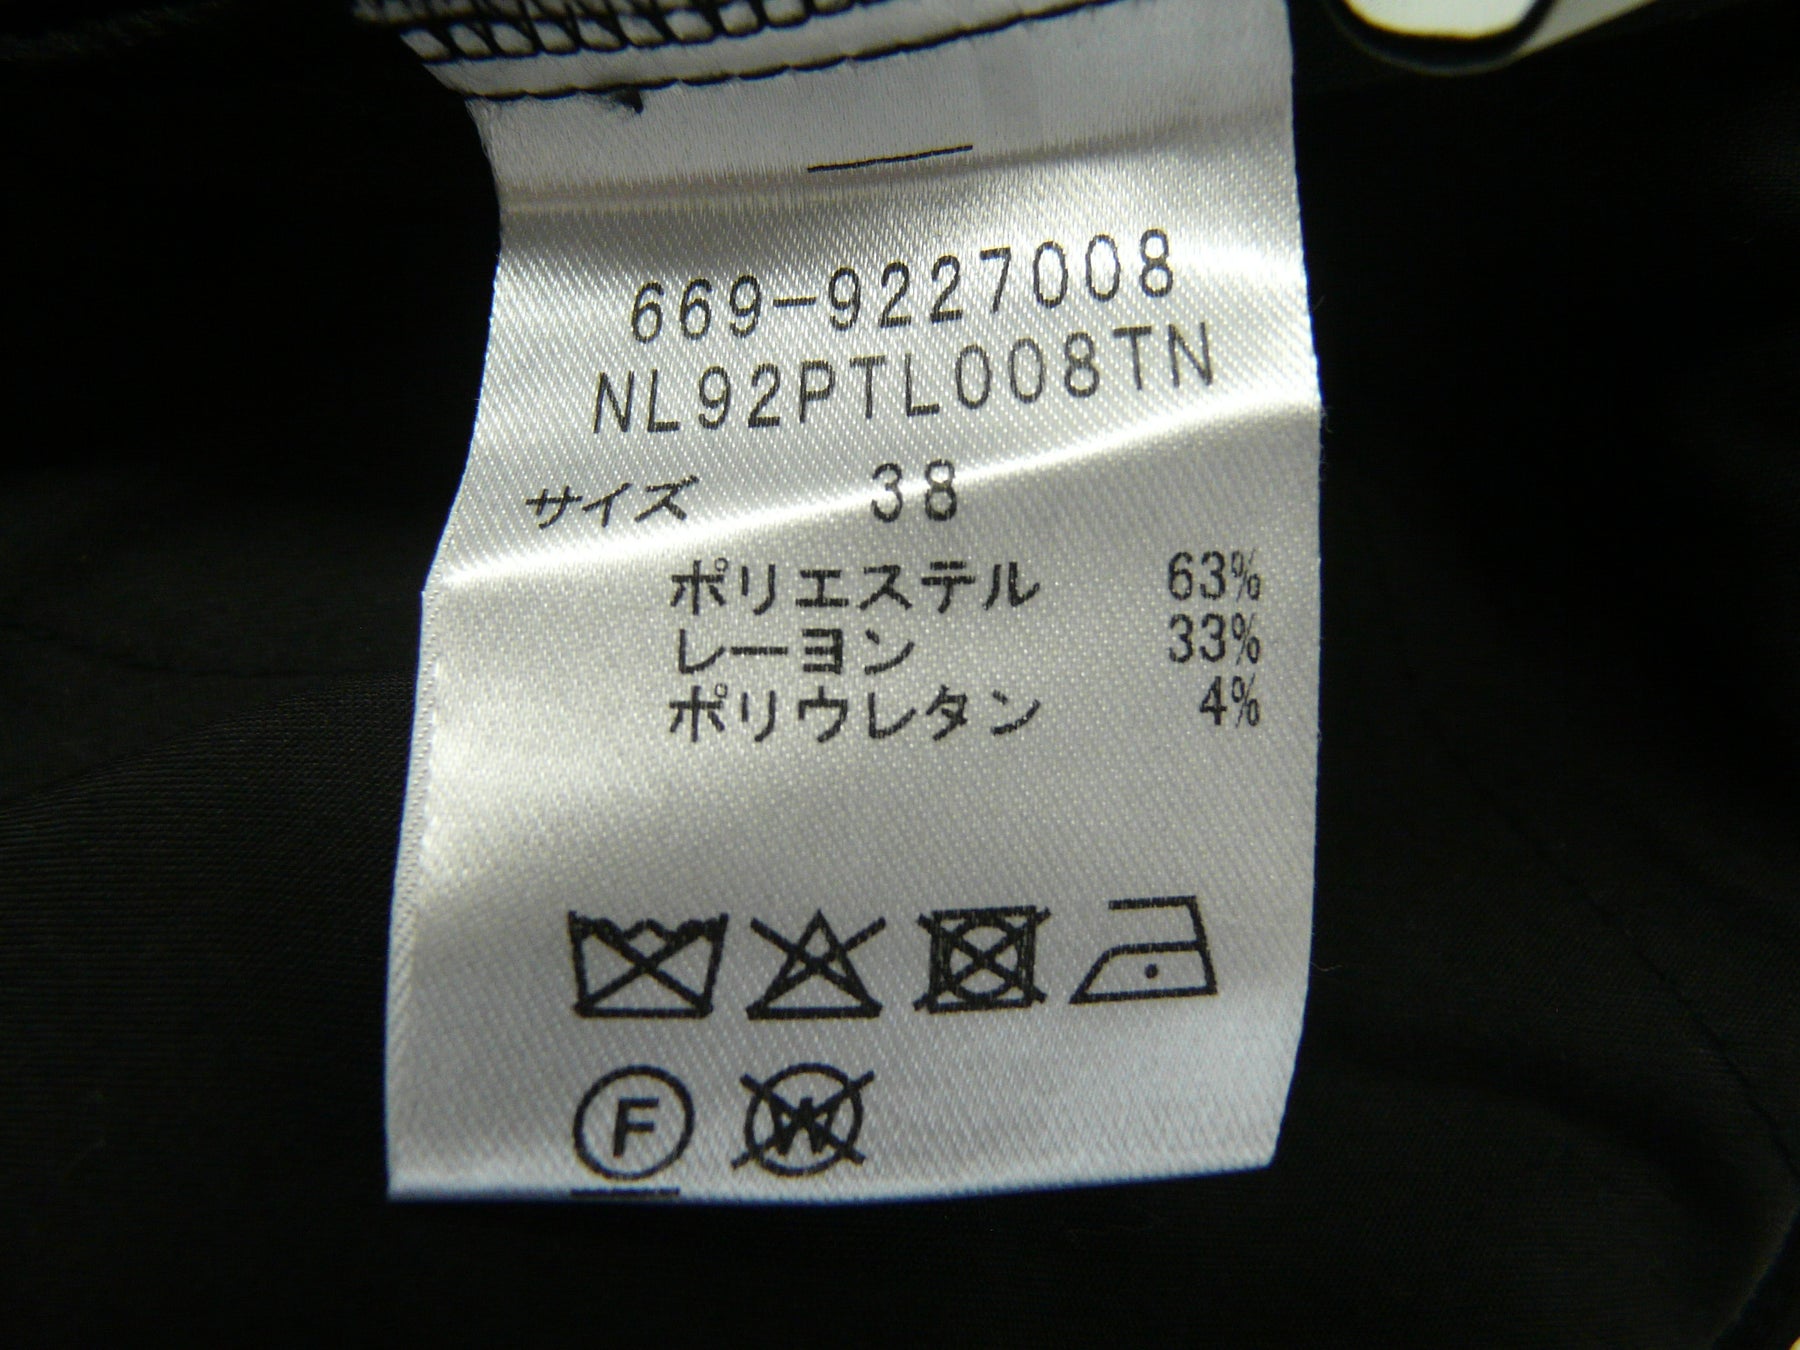 669-9227008
NL92PTL008TN
サイズ 38
ポリエステル 63%
レーヨン 33%
ポリウレタン 4%
F W